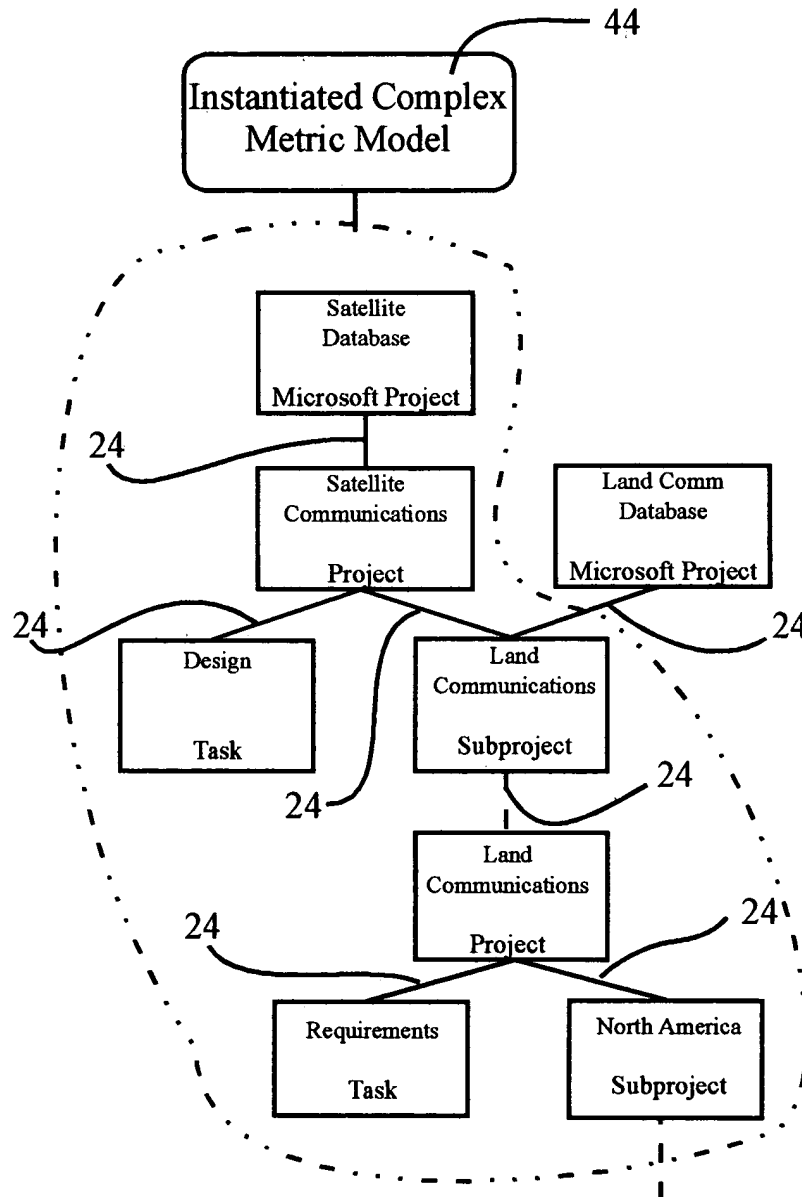 44
Instantiated Complex
Metric Model
Satellite
Database
Microsoft Project
24
Satellite
Communications
Project
Land Comm
Database
Microsoft Project
24
24
24
24
Design
Task
Land
Communications
Subproject
24
Land
Communications
Project
24
24
Requirements
Task
North America
Subproject